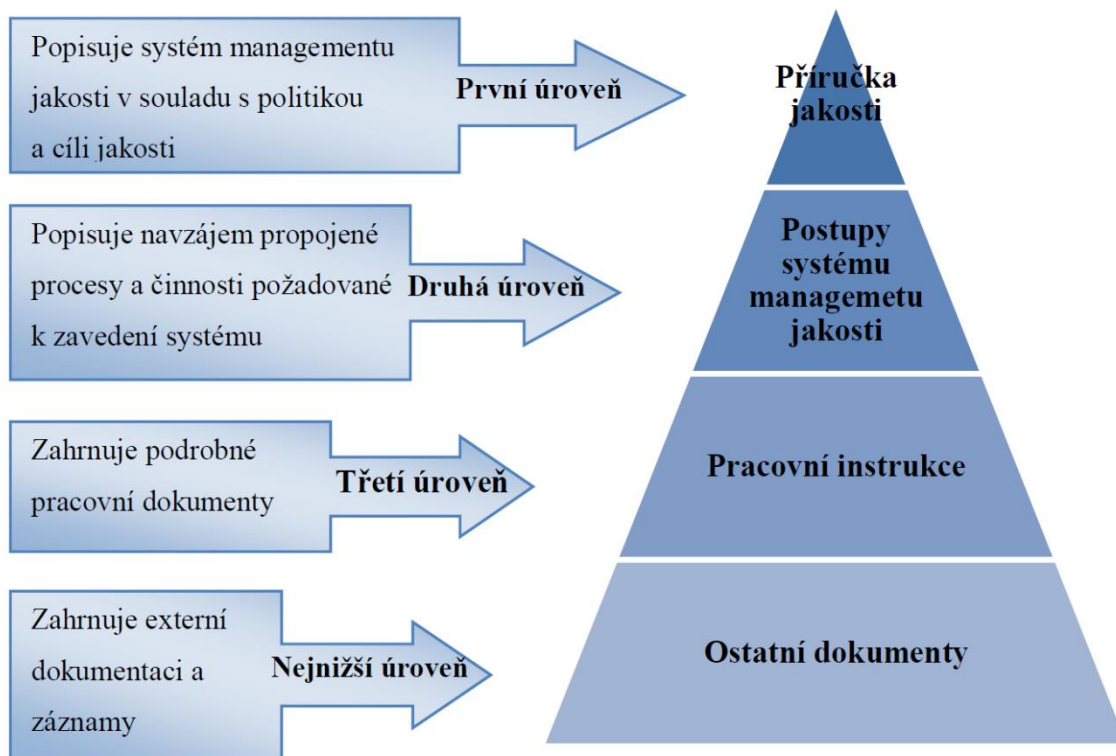 Popisuje systém managementu
jakosti v souladu s politikou
a cíli jakosti
První úroveň
Příručka
jakosti
Popisuje navzájem propojené
procesy a činnosti požadované
k zavedení systému
Druhá úroveň
Postupy
systému
managemetu
jakosti
Zahrnuje podrobné
pracovní dokumenty
Třetí úroveň
Pracovní instrukce
Zahrnuje externí
dokumentaci a
záznamy
Nejnižší úroveň
Ostatní dokumenty